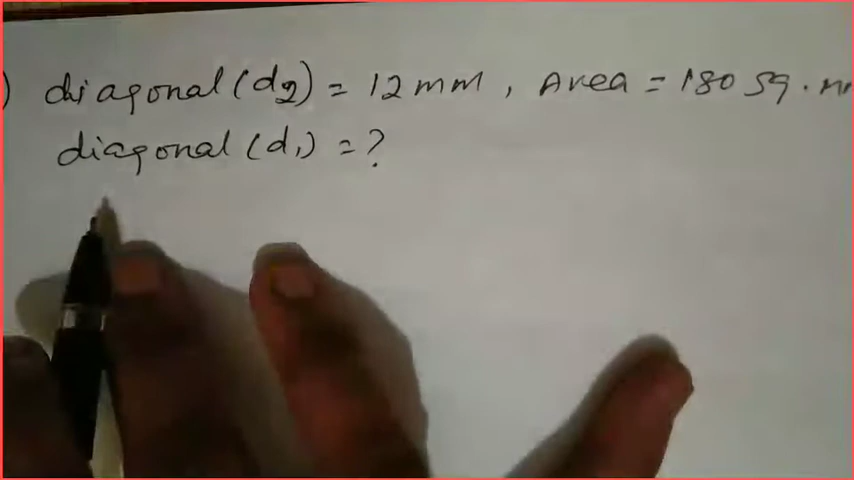 ) diagonal (d2) = 12 mm, Area = 180 sq. m
diagonal (d1) = ?